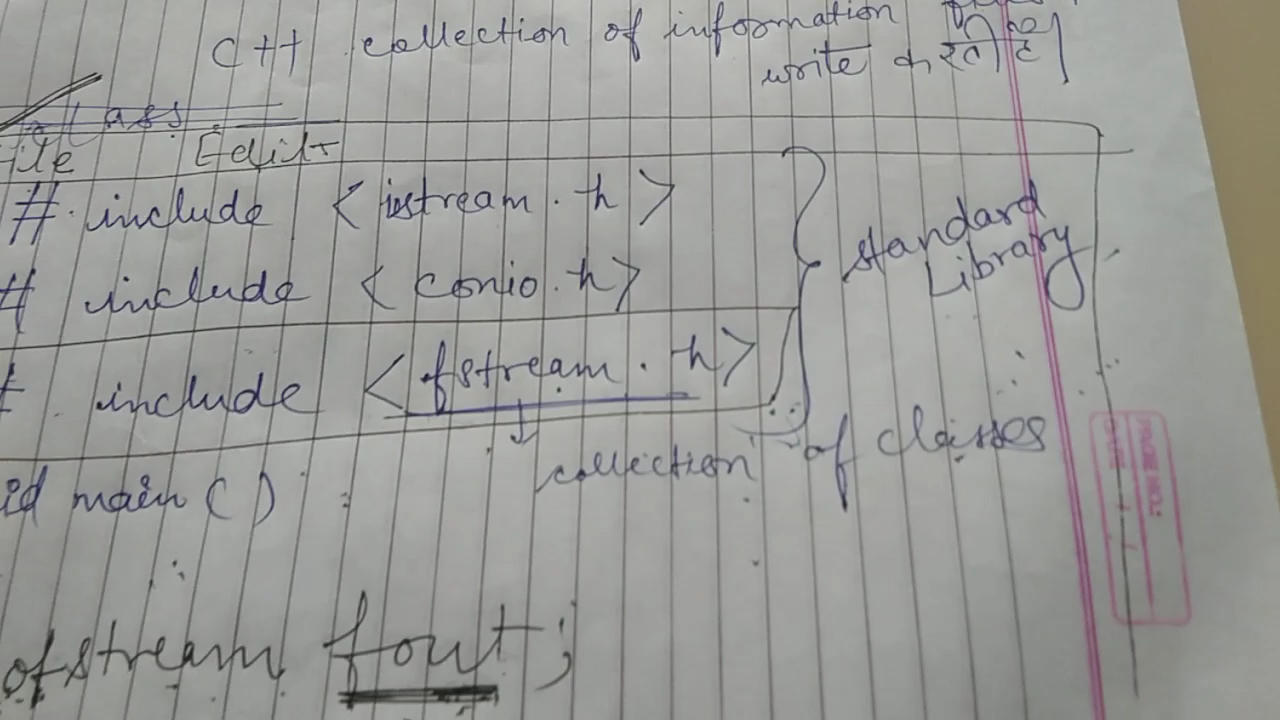 C++ collection of information
write करता है
class
File Edit
#include <iostream.h>
# include <conio.h>
standard
Library
include <fstream.h>
collection of classes
id main ( )
ofstream fout;